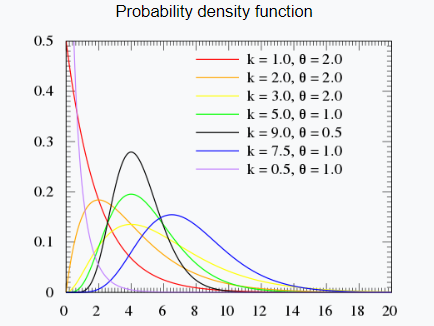 Probability density function
0.5
0.4
0.3
0.2
0.1
0
k = 1.0, θ = 2.0
k = 2.0, θ = 2.0
k = 3.0, θ = 2.0
k = 5.0, θ = 1.0
k = 9.0, θ = 0.5
k = 7.5, θ = 1.0
k = 0.5, θ = 1.0
0 2 4 6 8 10 12 14 16 18 20